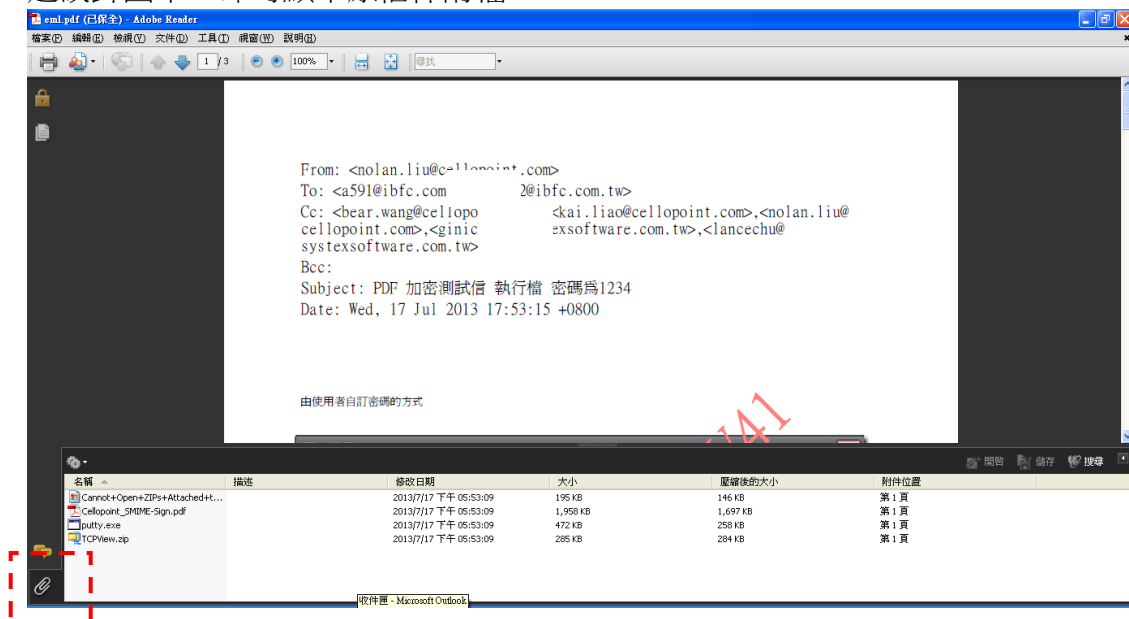 eml.pdf (已保全) - Adobe Reader
檔案(F) 編輯(E) 檢視(V) 文件(D) 工具(T) 視窗(W) 說明(H)
1 / 3 100% 尋找
From: <nolan.liu@cellopoint.com>
To: <a591@ibfc.com 2@ibfc.com.tw>
Cc: <bear.wang@cellopo <kai.liao@cellopoint.com>,<nolan.liu@
cellopoint.com>,<ginic exsoftware.com.tw>,<lancechu@
systexsoftware.com.tw>
Bcc:
Subject: PDF 加密測試信 執行檔 密碼爲1234
Date: Wed, 17 Jul 2013 17:53:15 +0800
由使用者自訂密碼的方式
V41
開啓 儲存 搜尋
名稱 描述 修改日期 大小 壓縮後的大小 附件位置
Cannot+Open+ZIPs+Attached+t... 2013/7/17 下午 05:53:09 195 KB 146 KB 第 1 頁
Cellopoint_SMIME-Sign.pdf 2013/7/17 下午 05:53:09 1,958 KB 1,697 KB 第 1 頁
putty.exe 2013/7/17 下午 05:53:09 472 KB 258 KB 第 1 頁
TCPView.zip 2013/7/17 下午 05:53:09 285 KB 284 KB 第 1 頁
收件匣 - Microsoft Outlook